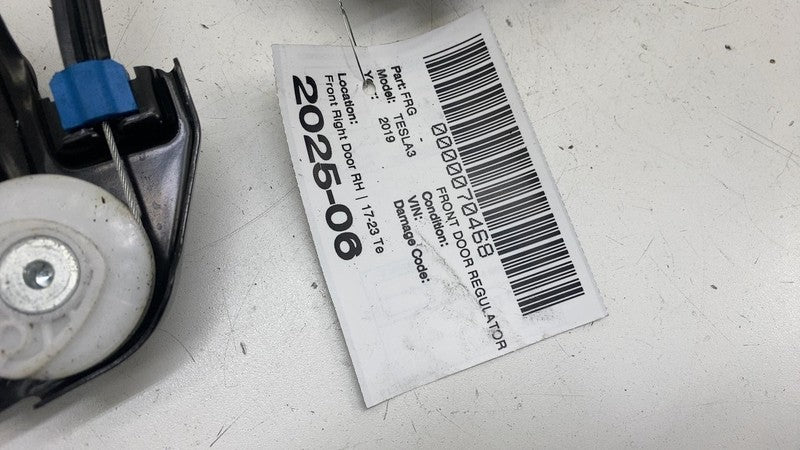 0000070468
Part: FRG - FRONT DOOR REGULATOR
Model: TESLA3 Condition:
2019 VIN:
Damage Code:
Location:
Front Right Door RH | 17-23 Te
2025-06